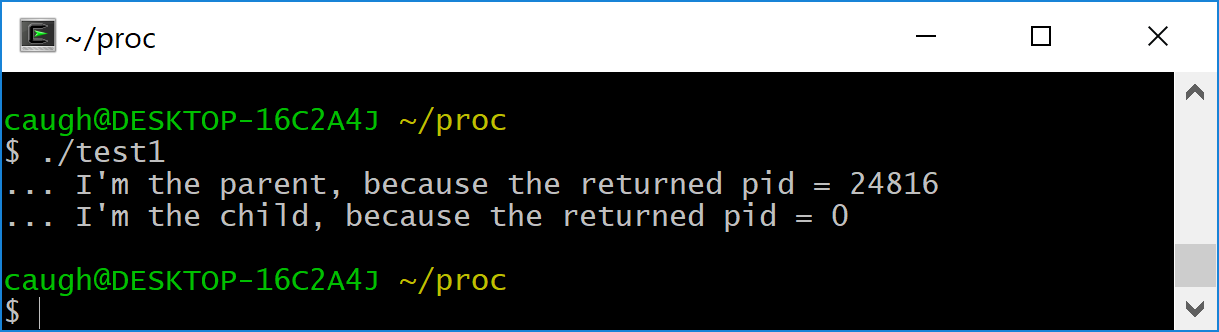 ~/proc
caugh@DESKTOP-16C2A4J ~/proc
$ ./test1
... I'm the parent, because the returned pid = 24816
... I'm the child, because the returned pid = 0
caugh@DESKTOP-16C2A4J ~/proc
$